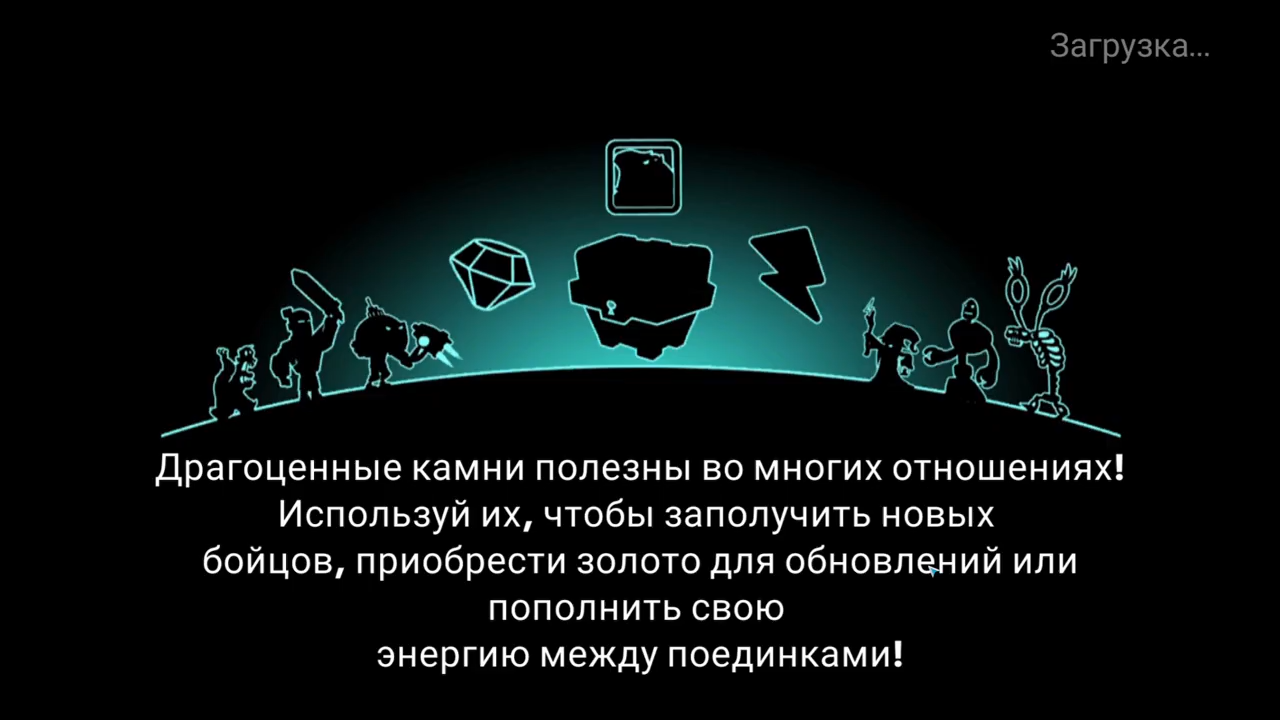 Загрузка...
Драгоценные камни полезны во многих отношениях!
Используй их, чтобы заполучить новых
бойцов, приобрести золото для обновлений или
пополнить свою
энергию между поединками!